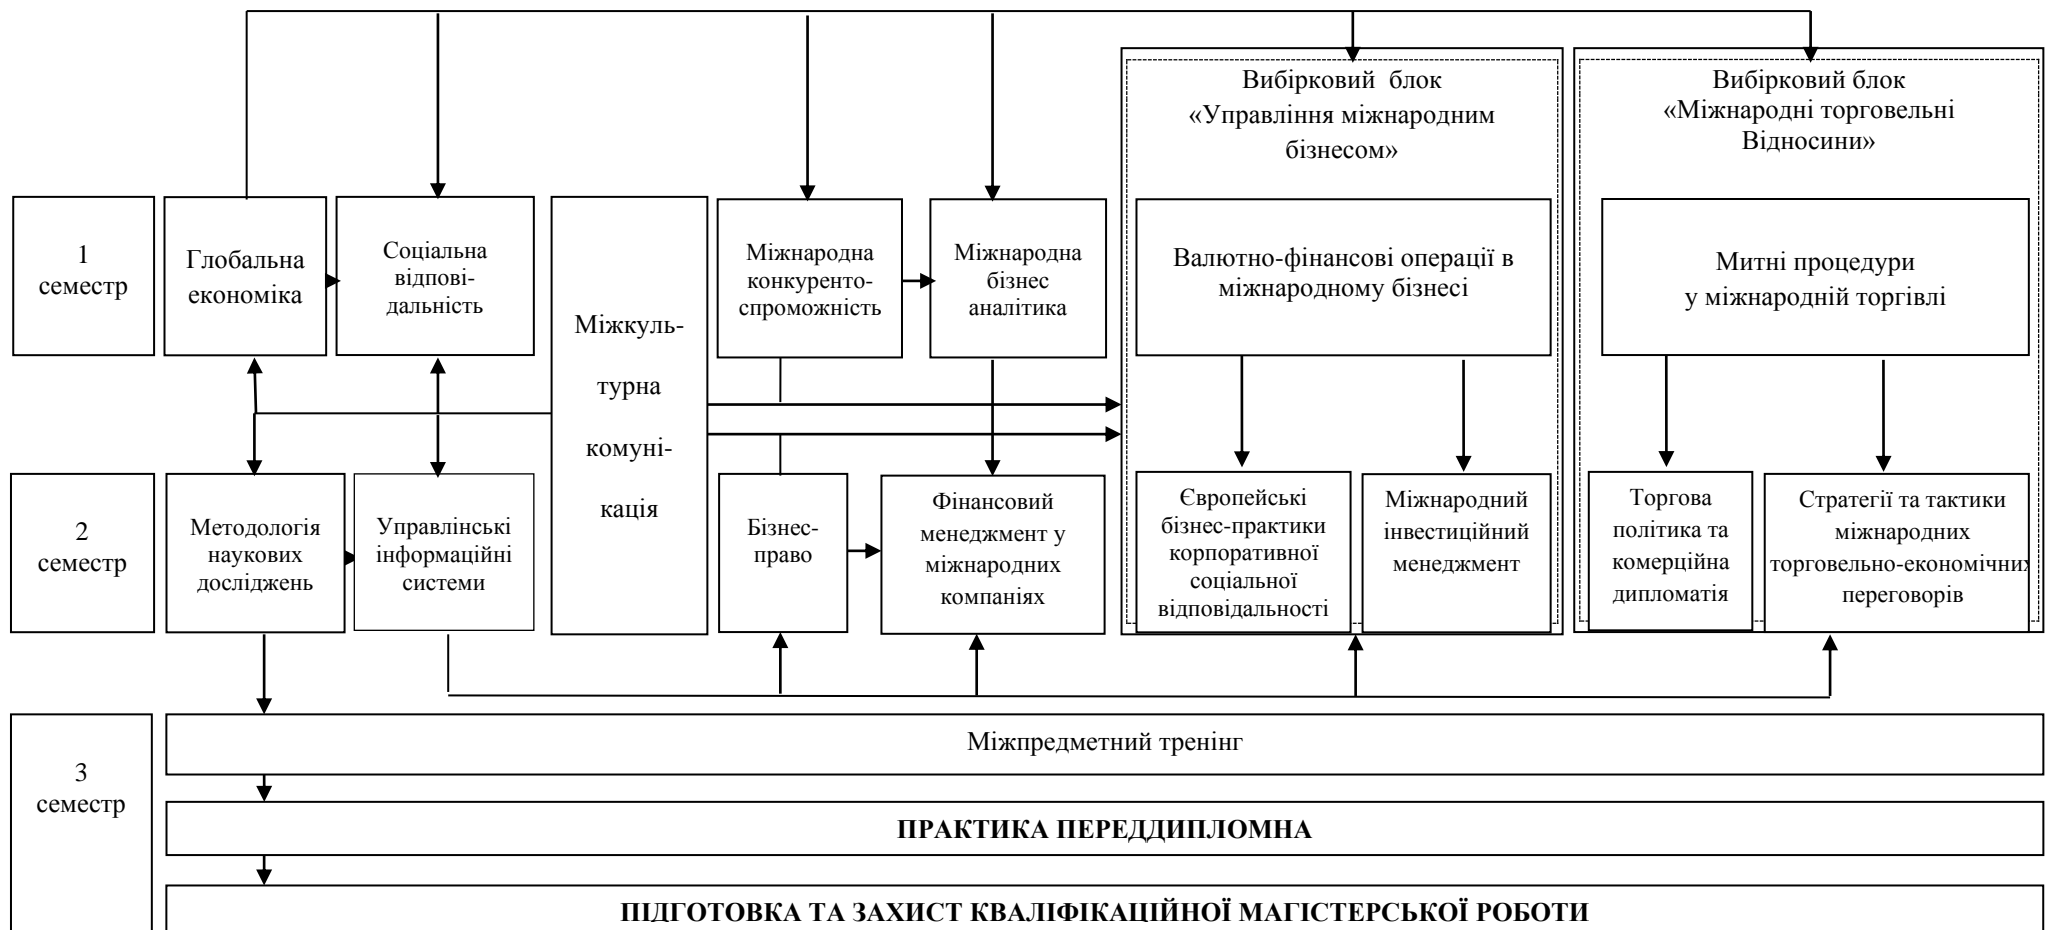 Вибірковий блок
«Управління міжнародним
бізнесом»
Вибірковий блок
«Міжнародні торговельні
Відносини»
1
семестр
Глобальна
економіка
Соціальна
відпові-
дальність
Міжкуль-
турна
комуні-
кація
Міжнародна
конкуренто-
спроможність
Міжнародна
бізнес
аналітика
Валютно-фінансові операції в
міжнародному бізнесі
Митні процедури
у міжнародній торгівлі
2
семестр
Методологія
наукових
досліджень
Управлінські
інформаційні
системи
Бізнес-
право
Фінансовий
менеджмент у
міжнародних
компаніях
Європейські
бізнес-практики
корпоративної
соціальної
відповідальності
Міжнародний
інвестиційний
менеджмент
Торгова
політика та
комерційна
дипломатія
Стратегії та тактики
міжнародних
торговельно-економічних
переговорів
3
семестр
Міжпредметний тренінг
ПРАКТИКА ПЕРЕДДИПЛОМНА
ПІДГОТОВКА ТА ЗАХИСТ КВАЛІФІКАЦІЙНОЇ МАГІСТЕРСЬКОЇ РОБОТИ